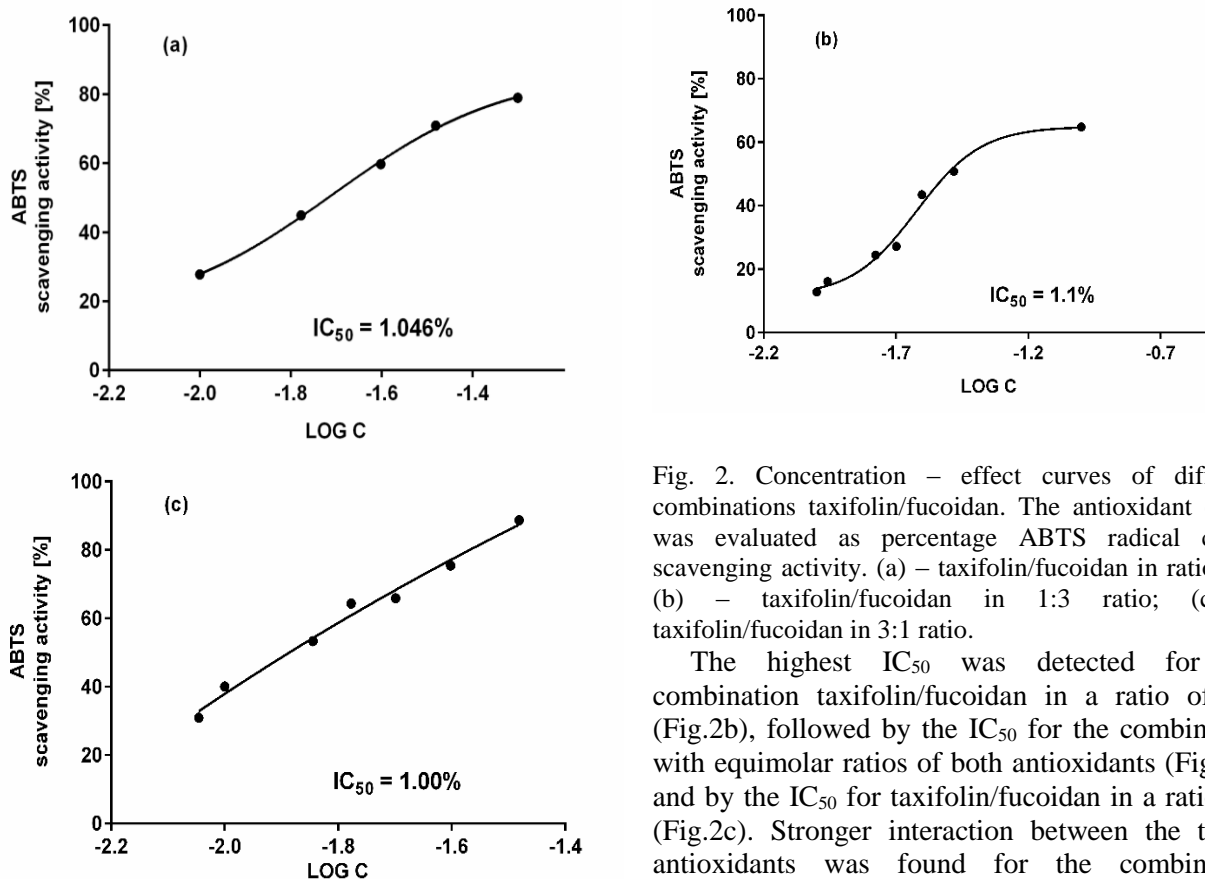 (a)
100
80
60
40
20
0
ABTS
scavenging activity [%]
IC50 = 1.046%
-2.2 -2.0 -1.8 -1.6 -1.4
LOG C
(b)
100
80
60
40
20
0
ABTS
scavenging activity [%]
IC50 = 1.1%
-2.2 -1.7 -1.2 -0.7
LOG C
(c)
100
80
60
40
20
0
ABTS
scavenging activity [%]
IC50 = 1.00%
-2.2 -2.0 -1.8 -1.6 -1.4
LOG C
Fig. 2. Concentration – effect curves of diff
combinations taxifolin/fucoidan. The antioxidant
was evaluated as percentage ABTS radical c
scavenging activity. (a) – taxifolin/fucoidan in ratio
(b) – taxifolin/fucoidan in 1:3 ratio; (c
taxifolin/fucoidan in 3:1 ratio.
The highest IC50 was detected for
combination taxifolin/fucoidan in a ratio of
(Fig.2b), followed by the IC50 for the combin
with equimolar ratios of both antioxidants (Fig
and by the IC50 for taxifolin/fucoidan in a rati
(Fig.2c). Stronger interaction between the t
antioxidants was found for the combin